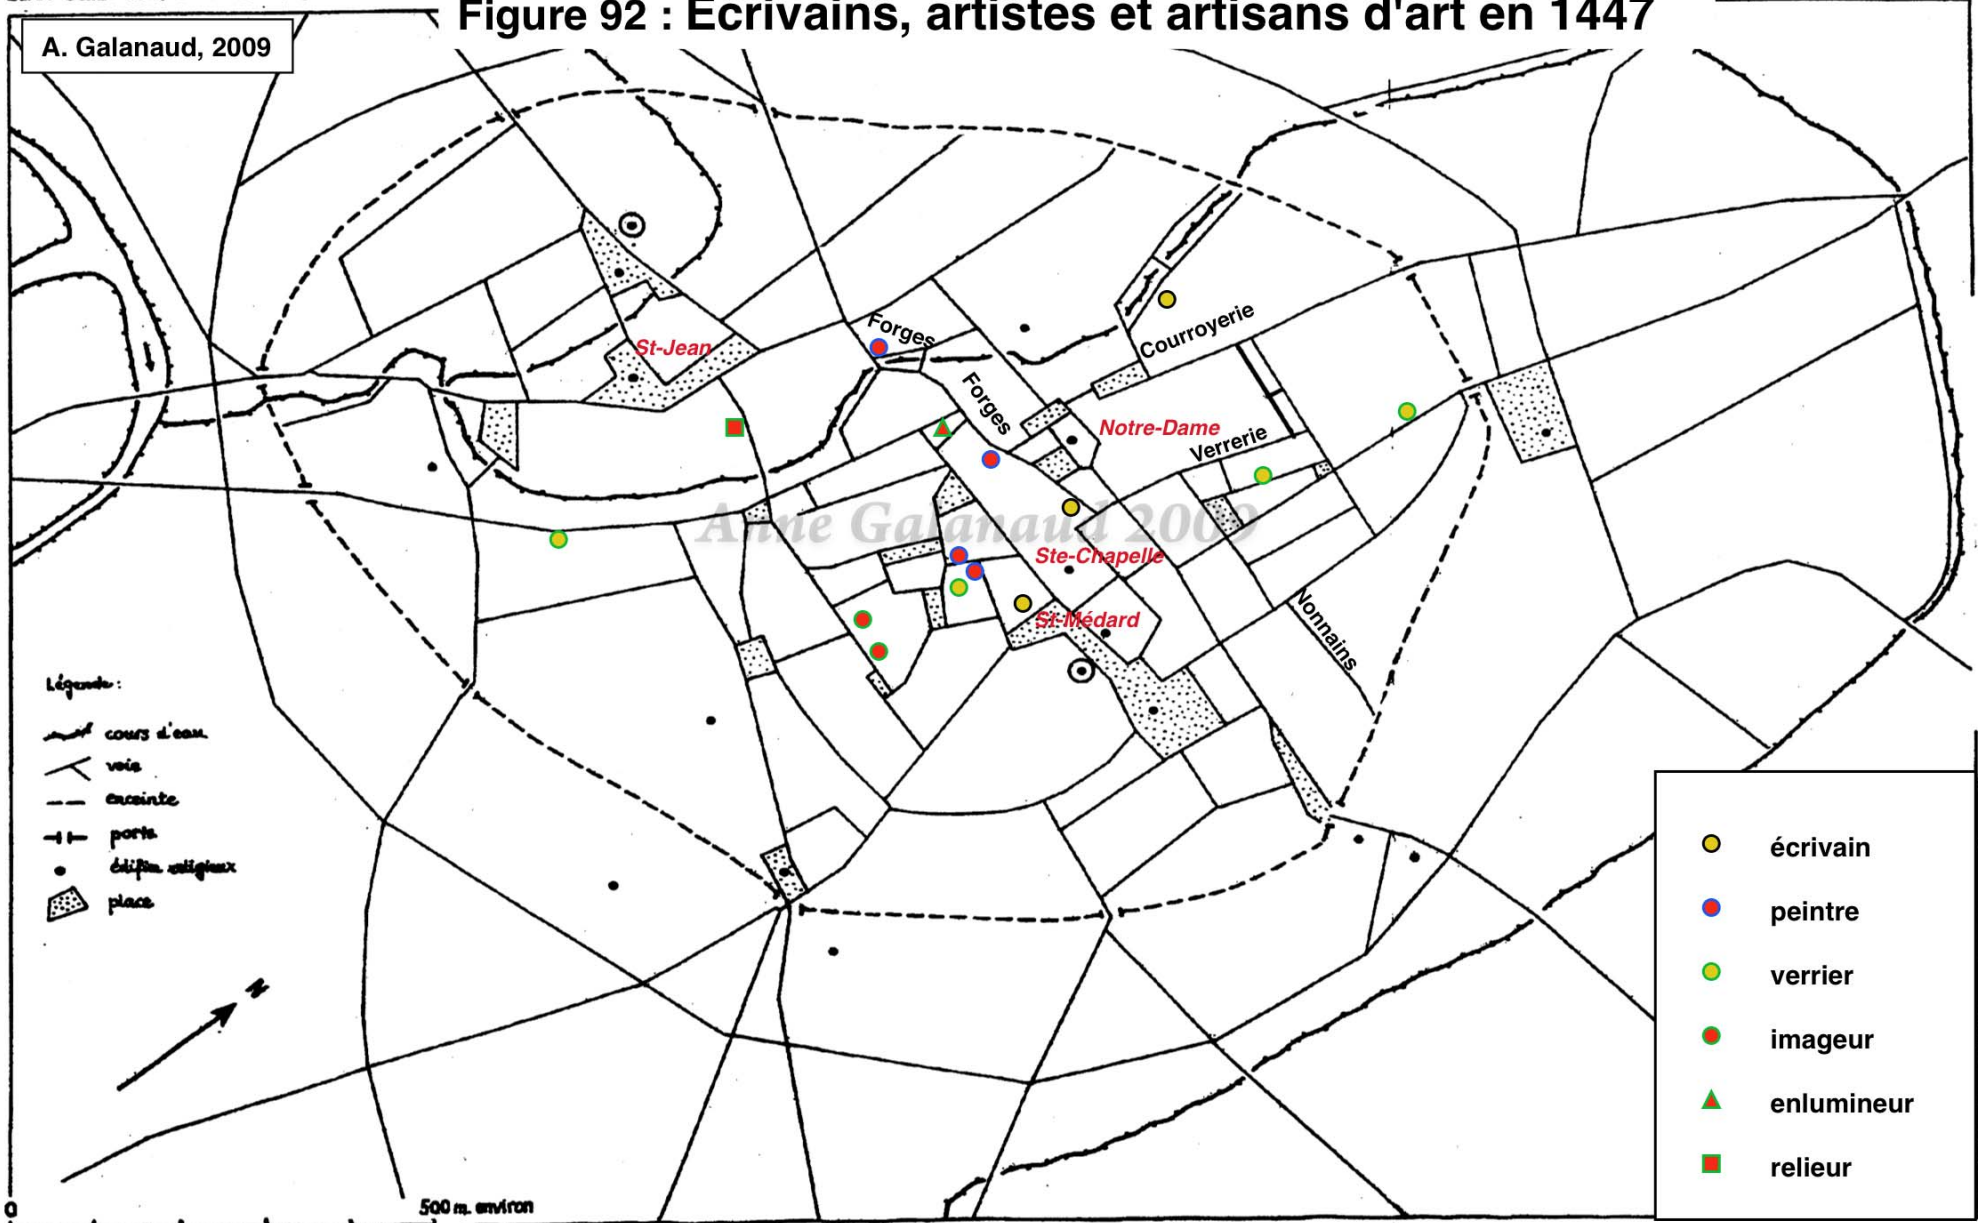 Figure 92 : Ecrivains, artistes et artisans d'art en 1447
A. Galanaud, 2009
Forges
Courroyerie
St-Jean
Forges
Notre-Dame
Verrerie
Anne Galanaud 2009
Ste-Chapelle
St-Médard
Nonnains
Légende :
cours d'eau
voie
enceinte
porte
édifice religieux
place
N
écrivain
peintre
verrier
imageur
enlumineur
relieur
0
500 m. environ